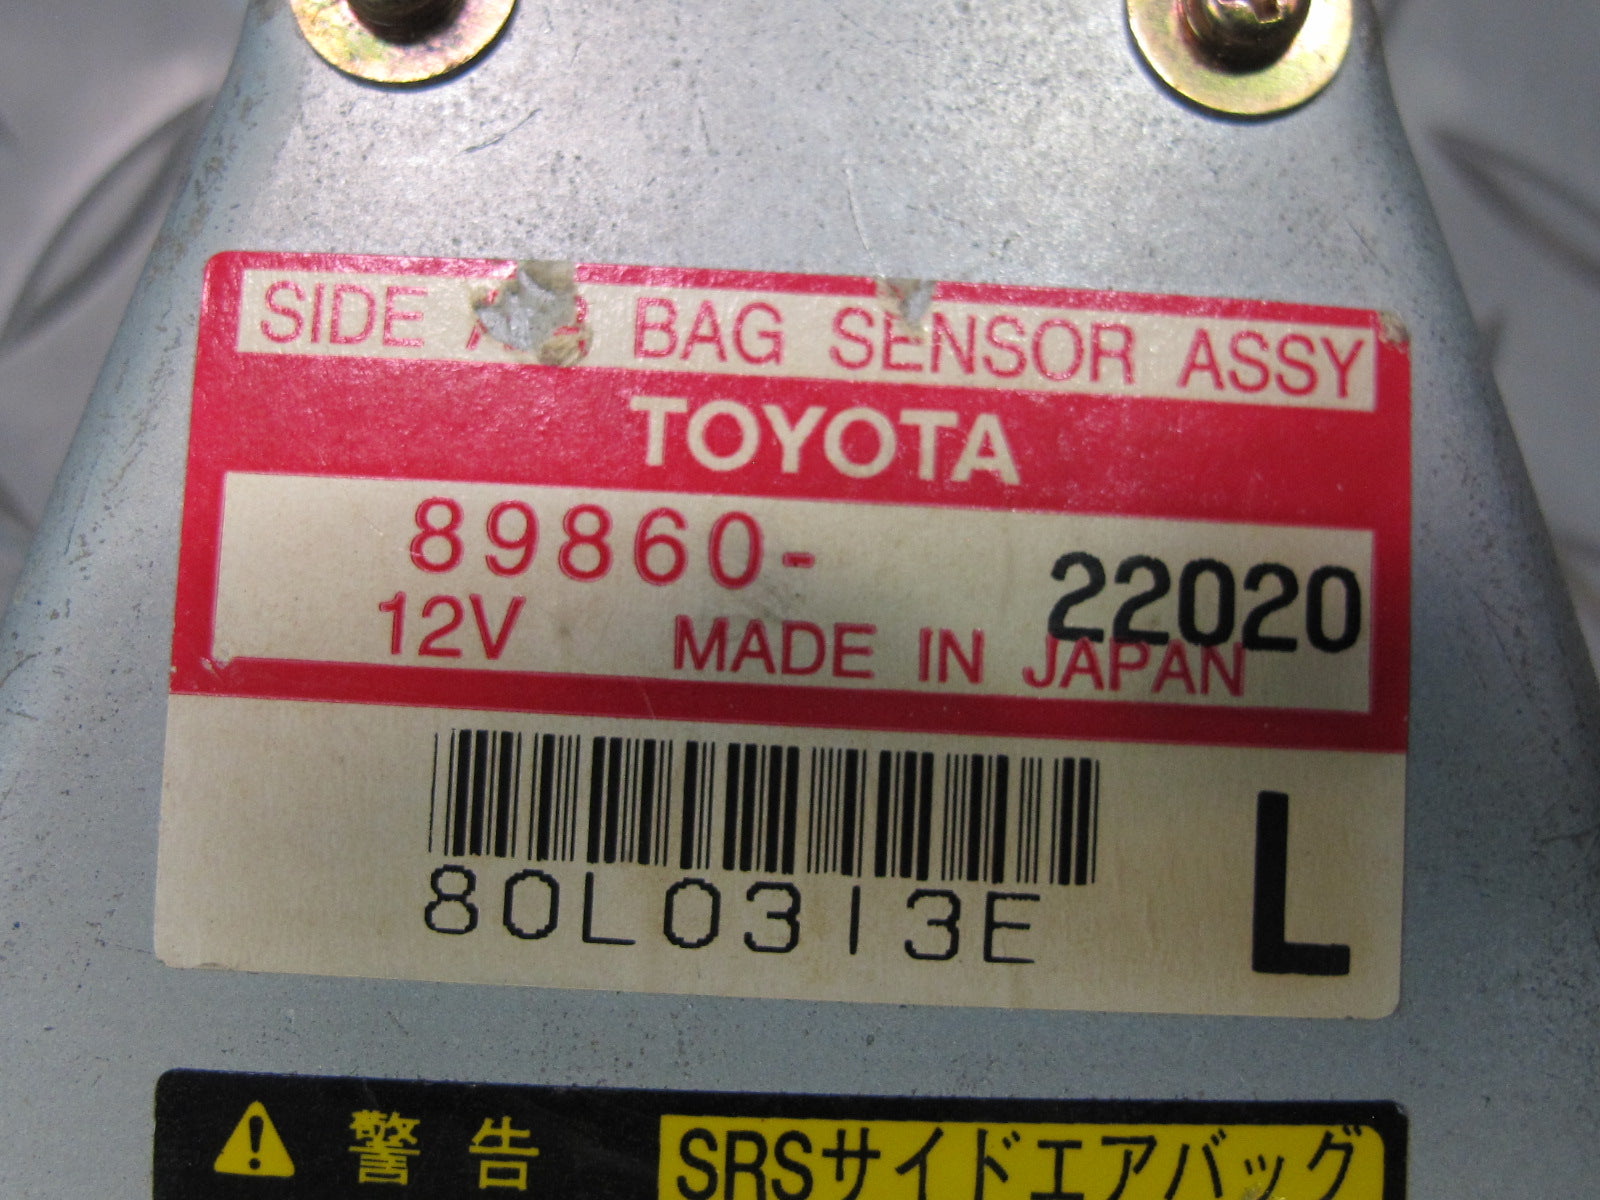 SIDE AIR BAG SENSOR ASSY
TOYOTA
89860-22020
12V MADE IN JAPAN
80L0313E
L
警告 SRSサイドエアバッグ